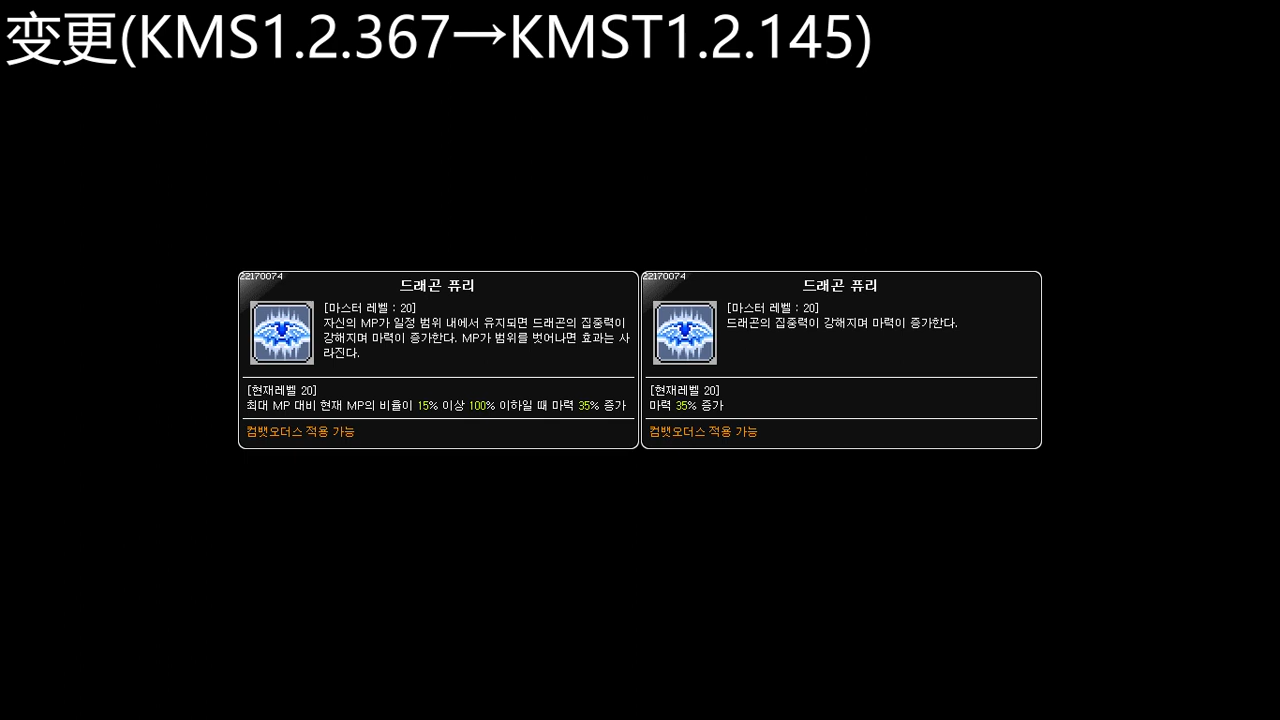 变更(KMS1.2.367→KMST1.2.145)
22170074
드래곤 퓨리
[마스터 레벨 : 20]
자신의 MP가 일정 범위 내에서 유지되면 드래곤의 집중력이
강해지며 마력이 증가한다. MP가 범위를 벗어나면 효과는 사
라진다.
[현재레벨 20]
최대 MP 대비 현재 MP의 비율이 15% 이상 100% 이하일 때 마력 35% 증가
컴뱃오더스 적용 가능
22170074
드래곤 퓨리
[마스터 레벨 : 20]
드래곤의 집중력이 강해지며 마력이 증가한다.
[현재레벨 20]
마력 35% 증가
컴뱃오더스 적용 가능